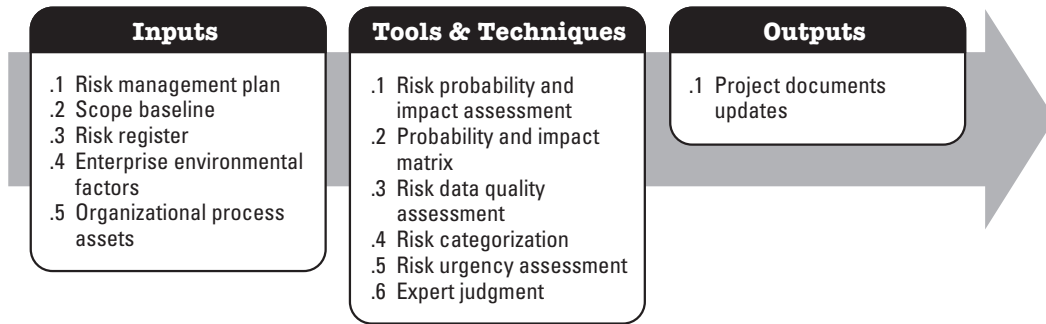 Inputs
.1 Risk management plan
.2 Scope baseline
.3 Risk register
.4 Enterprise environmental
factors
.5 Organizational process
assets
Tools & Techniques
.1 Risk probability and
impact assessment
.2 Probability and impact
matrix
.3 Risk data quality
assessment
.4 Risk categorization
.5 Risk urgency assessment
.6 Expert judgment
Outputs
.1 Project documents
updates